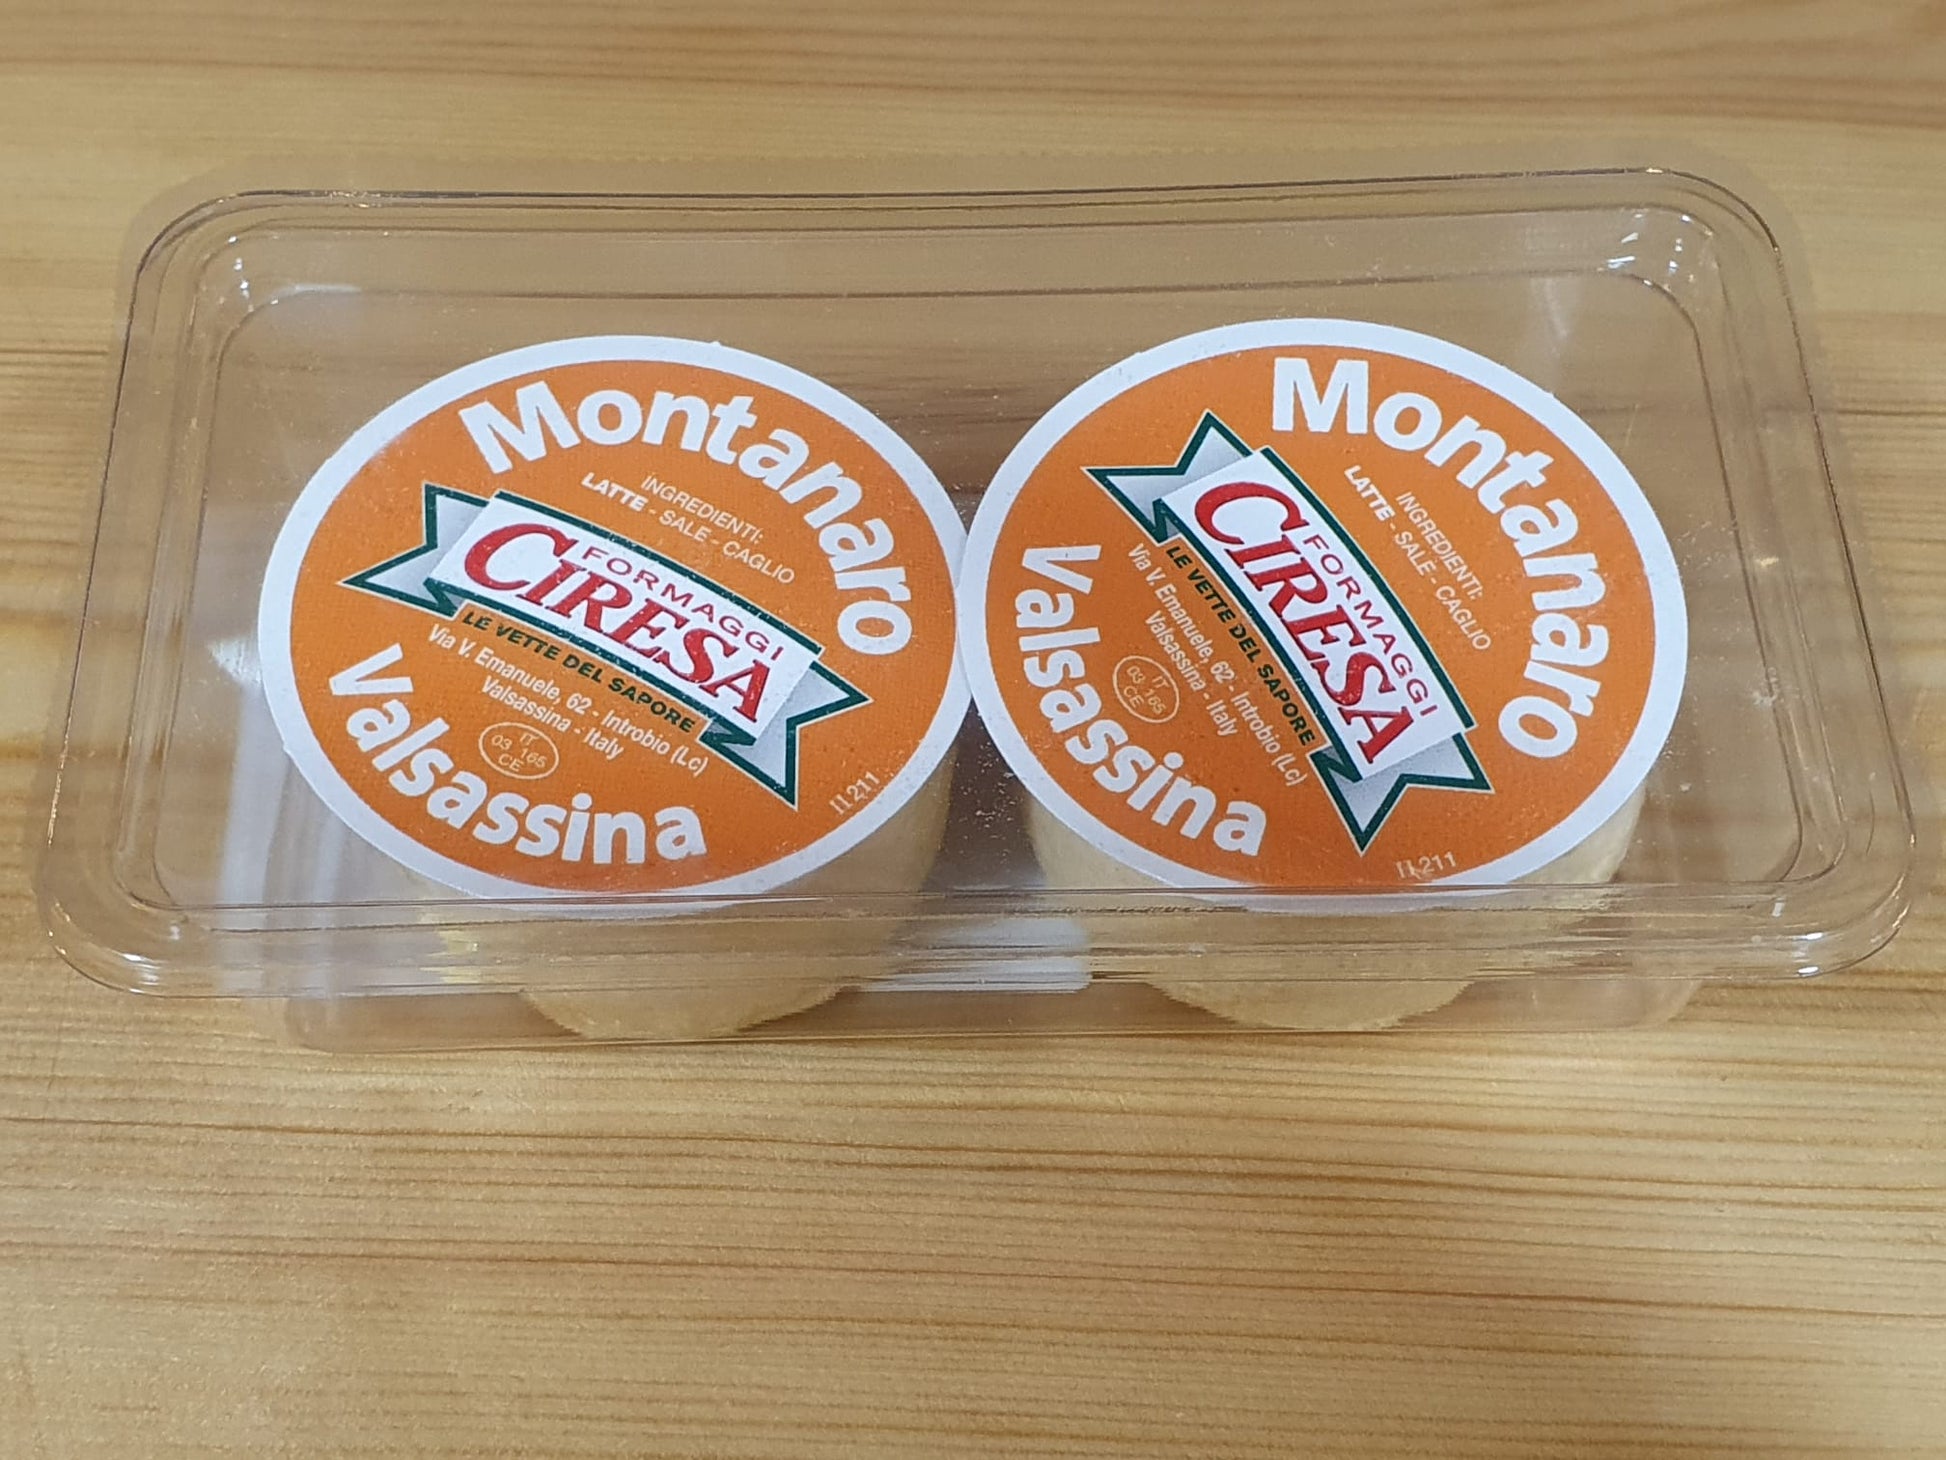 Montanaro
INGREDIENTI:
LATTE - SALE - CAGLIO
FORMAGGI
CIRESA
LE VETTE DEL SAPORE
Via V. Emanuele, 62 - Introbio (Lc)
Valsassina - Italy
IT
03 165
CE
Valsassina
211
Montanaro
INGREDIENTI:
LATTE - SALE - CAGLIO
FORMAGGI
CIRESA
LE VETTE DEL SAPORE
Via V. Emanuele, 62 - Introbio (Lc)
Valsassina - Italy
IT
03 165
CE
Valsassina
211